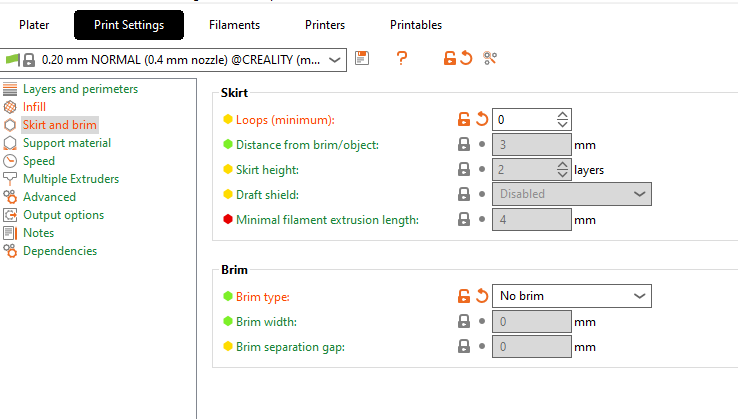 Plater Print Settings Filaments Printers Printables
0.20 mm NORMAL (0.4 mm nozzle) @CREALITY (m... ?
Layers and perimeters
Infill
Skirt and brim
Support material
Speed
Multiple Extruders
Advanced
Output options
Notes
Dependencies
Skirt
Loops (minimum): 0
Distance from brim/object: 3 mm
Skirt height: 2 layers
Draft shield: Disabled
Minimal filament extrusion length: 4 mm
Brim
Brim type: No brim
Brim width: 0 mm
Brim separation gap: 0 mm